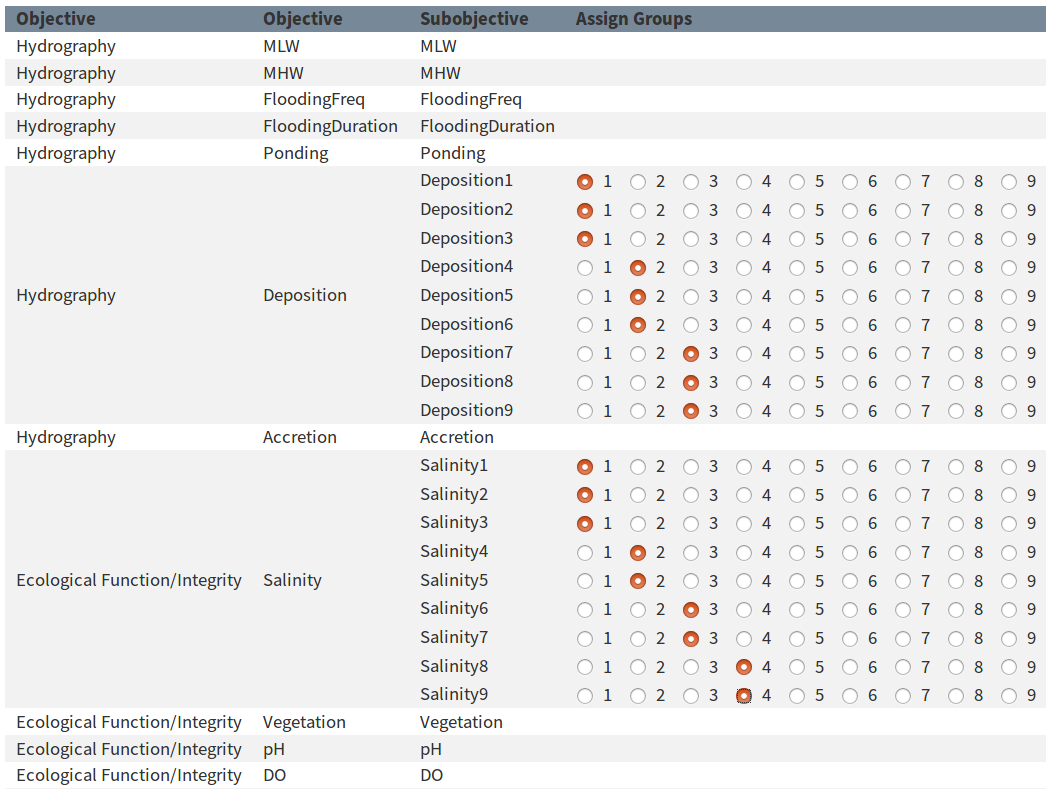 Objective Objective Subobjective Assign Groups
Hydrography MLW MLW
Hydrography MHW MHW
Hydrography FloodingFreq FloodingFreq
Hydrography FloodingDuration FloodingDuration
Hydrography Ponding Ponding
Deposition1 1 2 3 4 5 6 7 8 9
Deposition2 1 2 3 4 5 6 7 8 9
Deposition3 1 2 3 4 5 6 7 8 9
Deposition4 1 2 3 4 5 6 7 8 9
Hydrography Deposition Deposition5 1 2 3 4 5 6 7 8 9
Deposition6 1 2 3 4 5 6 7 8 9
Deposition7 1 2 3 4 5 6 7 8 9
Deposition8 1 2 3 4 5 6 7 8 9
Deposition9 1 2 3 4 5 6 7 8 9
Hydrography Accretion Accretion
Salinity1 1 2 3 4 5 6 7 8 9
Salinity2 1 2 3 4 5 6 7 8 9
Salinity3 1 2 3 4 5 6 7 8 9
Salinity4 1 2 3 4 5 6 7 8 9
Ecological Function/Integrity Salinity Salinity5 1 2 3 4 5 6 7 8 9
Salinity6 1 2 3 4 5 6 7 8 9
Salinity7 1 2 3 4 5 6 7 8 9
Salinity8 1 2 3 4 5 6 7 8 9
Salinity9 1 2 3 4 5 6 7 8 9
Ecological Function/Integrity Vegetation Vegetation
Ecological Function/Integrity pH pH
Ecological Function/Integrity DO DO